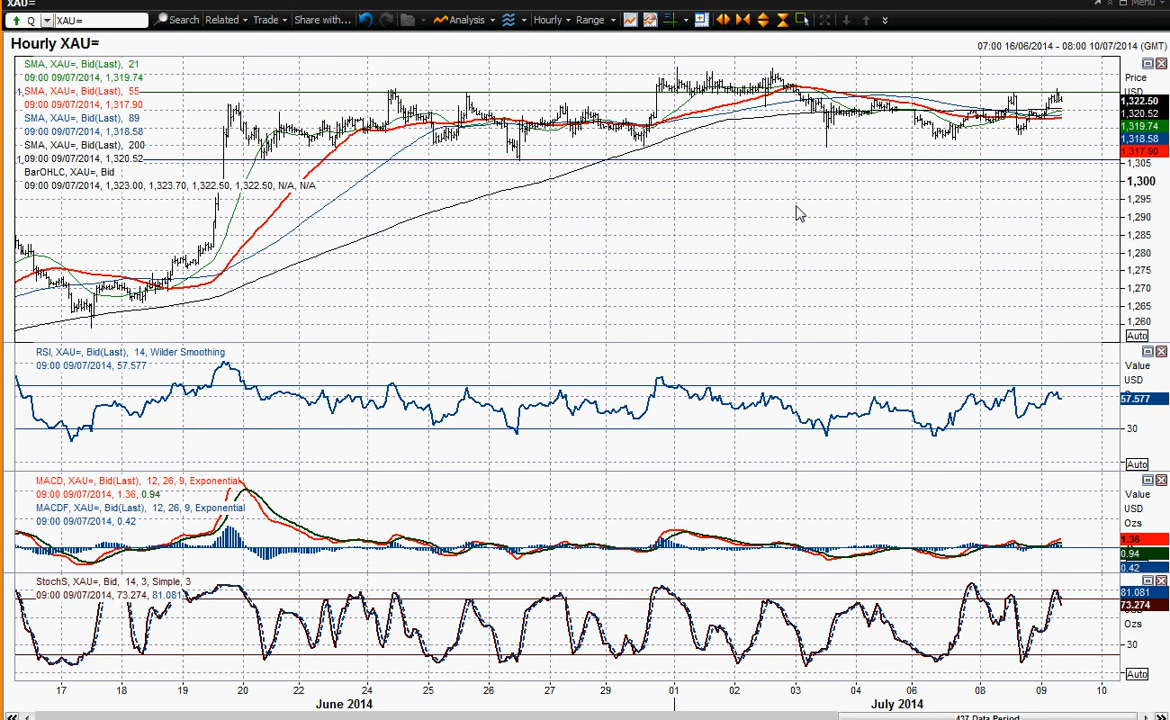 XAU=
Menu
Q XAU= Search Related Trade Share with... Analysis Hourly Range
Hourly XAU=
07:00 16/06/2014 - 08:00 10/07/2014 (GMT)
SMA, XAU=, Bid(Last), 21
09:00 09/07/2014, 1,319.74
SMA, XAU=, Bid(Last), 55
09:00 09/07/2014, 1,317.90
SMA, XAU=, Bid(Last), 89
09:00 09/07/2014, 1,318.58
SMA, XAU=, Bid(Last), 200
09:00 09/07/2014, 1,320.52
BarOHLC, XAU=, Bid
09:00 09/07/2014, 1,323.00, 1,323.70, 1,322.50, 1,322.50, N/A, N/A
Price
USD
1,322.50
1,320.52
1,319.74
1,318.58
1,317.90
1,305
1,300
1,295
1,290
1,285
1,280
1,275
1,270
1,265
1,260
Auto
RSI, XAU=, Bid(Last), 14, Wilder Smoothing
09:00 09/07/2014, 57.577
Value
USD
57.577
30
Auto
MACD, XAU=, Bid(Last), 12, 26, 9, Exponential
09:00 09/07/2014, 1.36, 0.94
MACDF, XAU=, Bid(Last), 12, 26, 9, Exponential
09:00 09/07/2014, 0.42
Value
USD
Ozs
1.36
0.94
0.42
StochS, XAU=, Bid, 14, 3, Simple, 3
09:00 09/07/2014, 73.274, 81.081
81.081
73.274
Ozs
30
Auto
17 18 19 20 23 24 25 26 27 29 01 02 03 04 06 08 09 10
June 2014
July 2014
437 Data Period